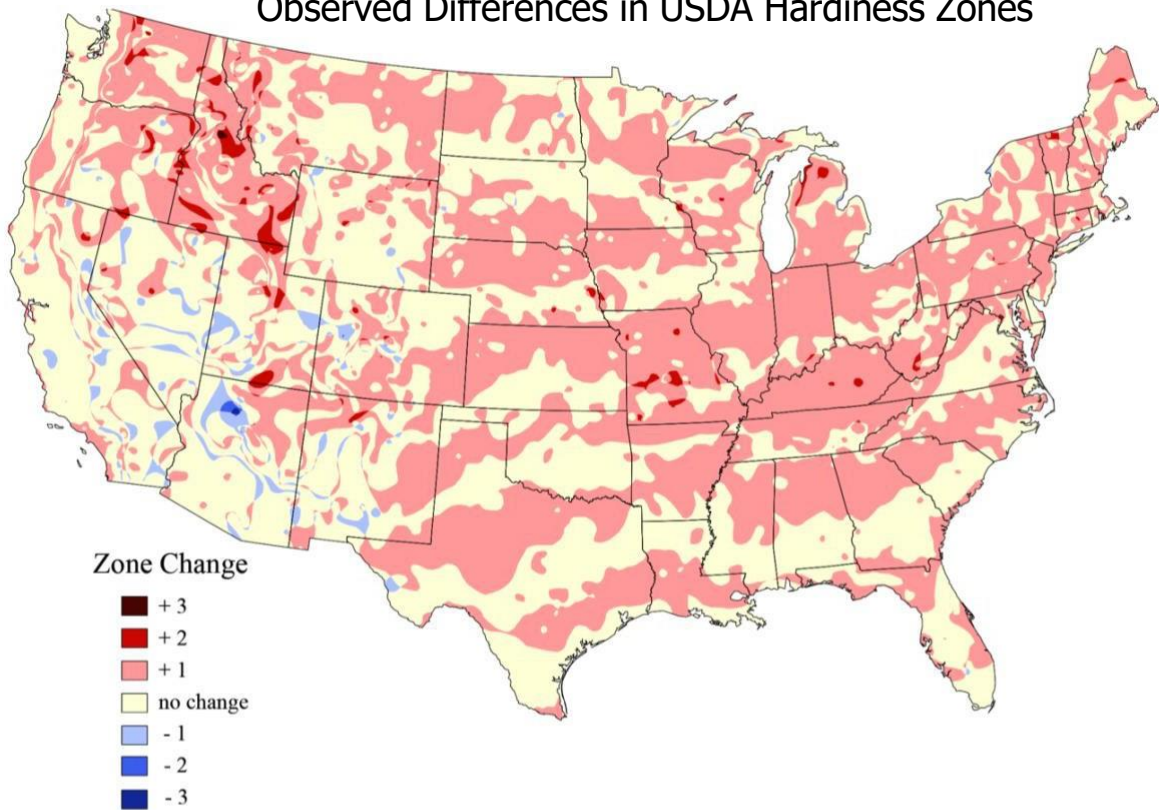 Observed Differences in USDA Hardiness Zones
Zone Change
+ 3
+ 2
+ 1
no change
- 1
- 2
- 3